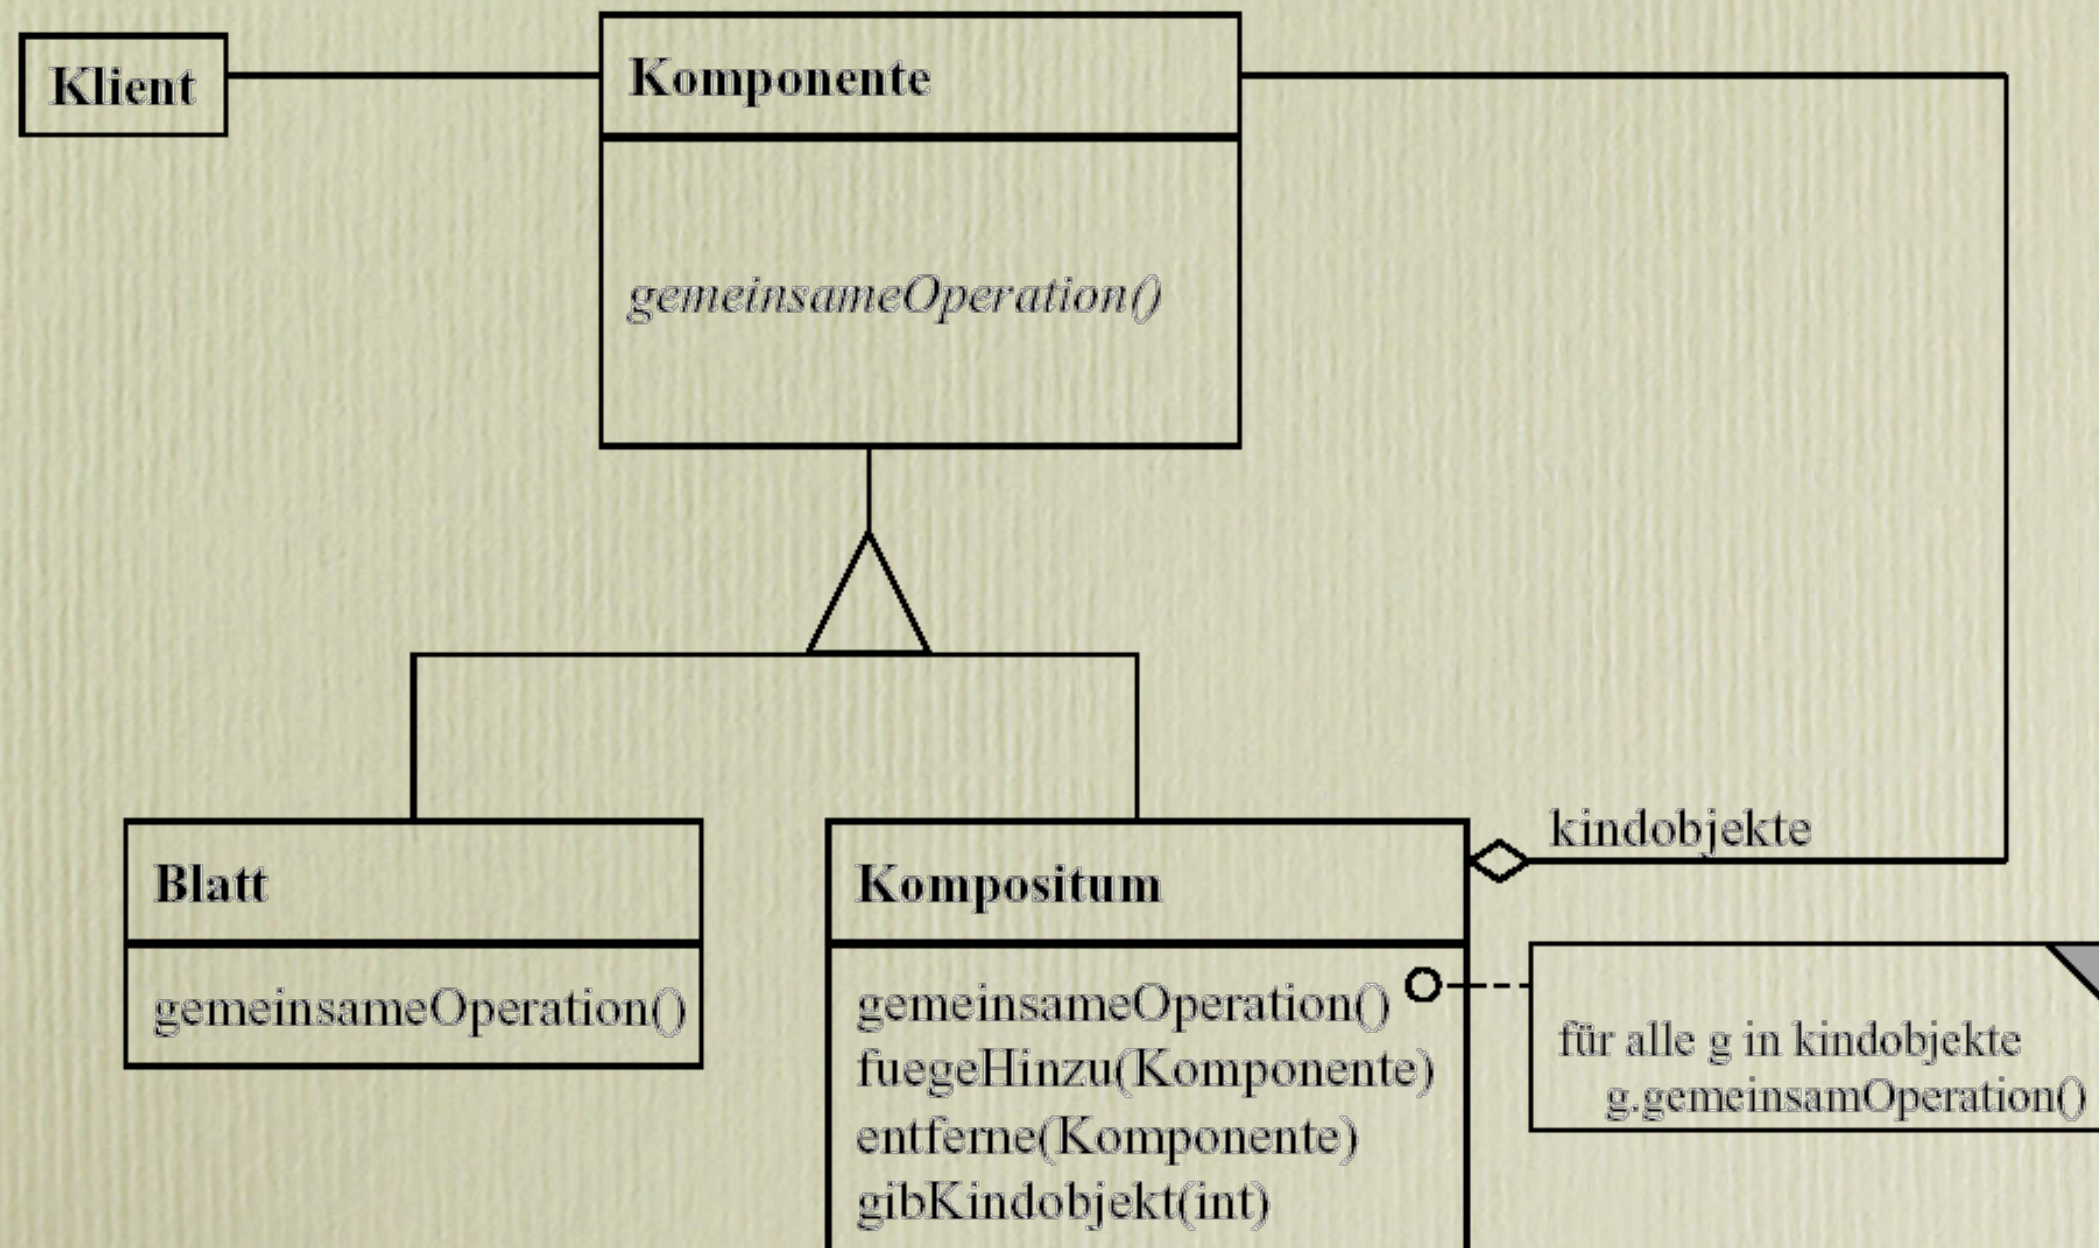 Klient
Komponente
gemeinsameOperation()
Blatt
gemeinsameOperation()
Kompositum
gemeinsameOperation()
fuegeHinzu(Komponente)
entferne(Komponente)
gibKindobjekt(int)
kindobjekte
für alle g in kindobjekte
g.gemeinsamOperation()